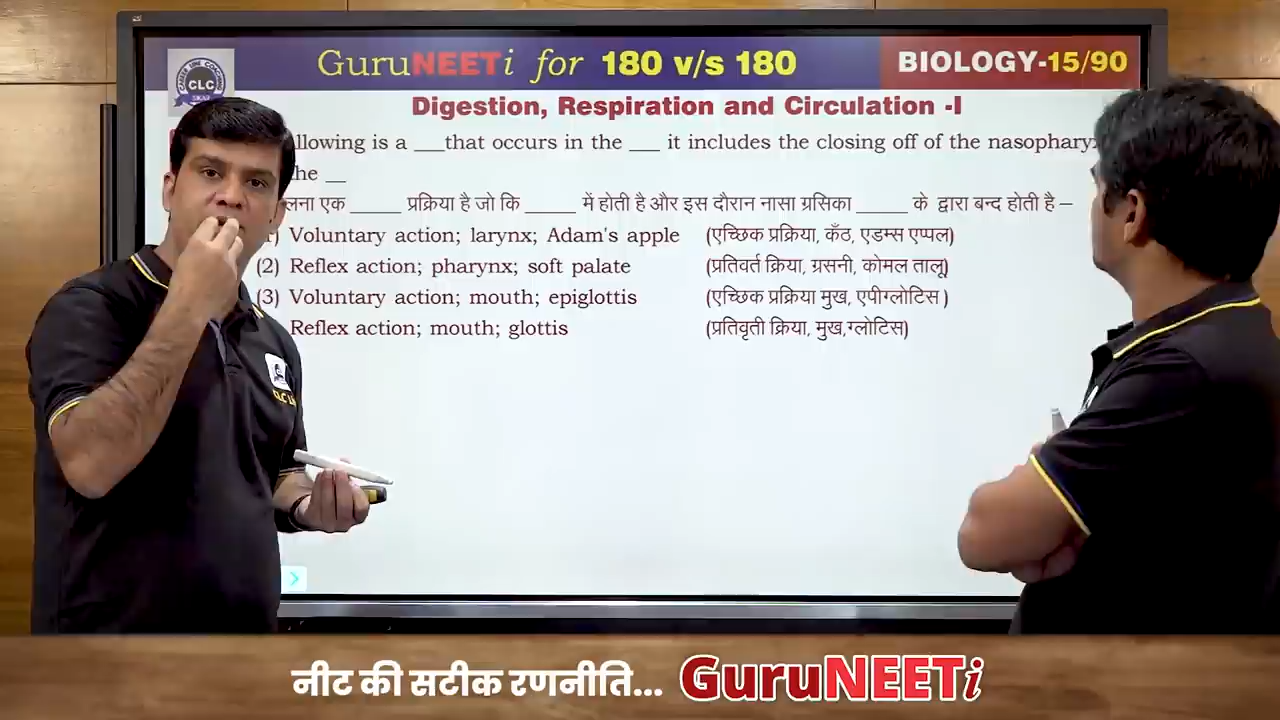 CLC
GuruNEETi for 180 v/s 180
BIOLOGY-15/90
Digestion, Respiration and Circulation -I
llowing is a ___that occurs in the ___ it includes the closing off of the nasophary
he __
लना एक _____ प्रक्रिया है जो कि _____ में होती है और इस दौरान नासा ग्रसिका _____ के द्वारा बन्द होती है –
1) Voluntary action; larynx; Adam's apple (एच्छिक प्रक्रिया, कँठ, एडम्स एप्पल)
(2) Reflex action; pharynx; soft palate (प्रतिवर्त क्रिया, ग्रसनी, कोमल तालू)
(3) Voluntary action; mouth; epiglottis (एच्छिक प्रक्रिया मुख, एपीग्लोटिस )
Reflex action; mouth; glottis (प्रतिवृती क्रिया, मुख,ग्लोटिस)
नीट की सटीक रणनीति... GuruNEETi